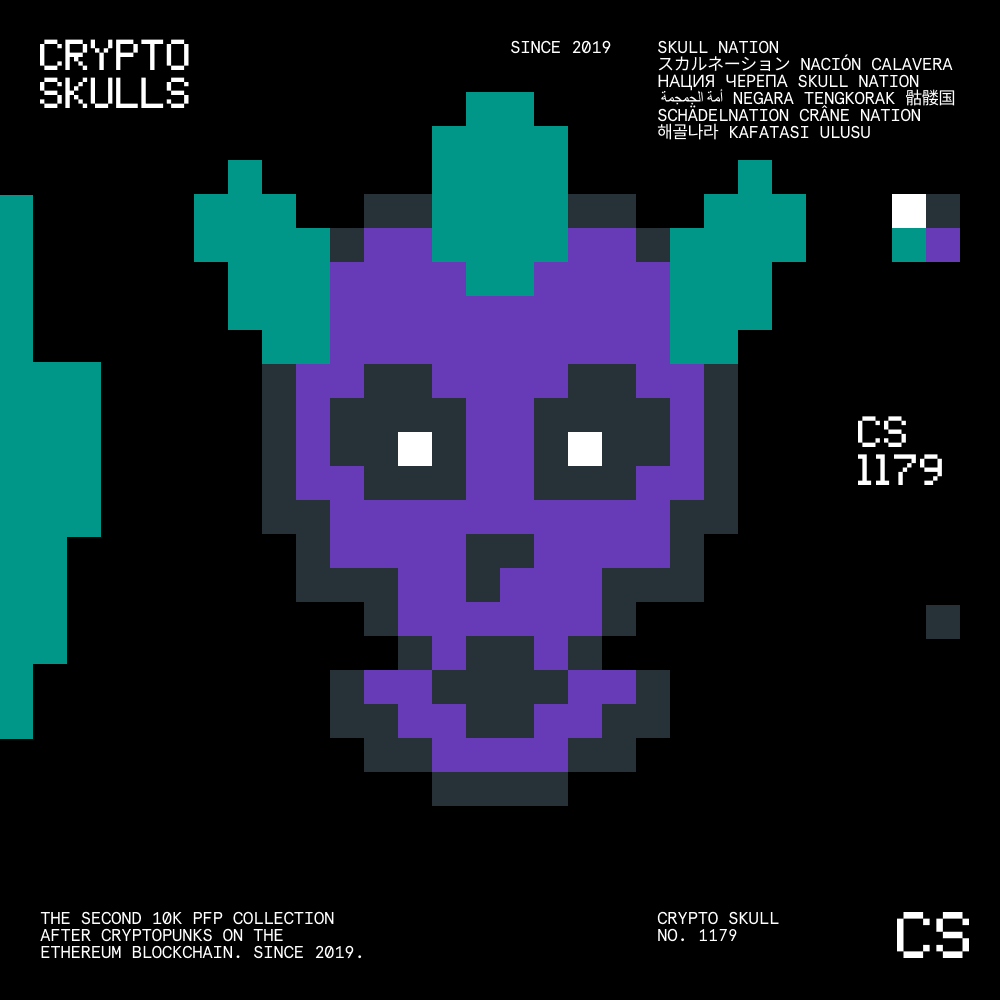 CRYPTO
SKULLS
SINCE 2019
SKULL NATION
スカルネーション NACIÓN CALAVERA
НАЦИЯ ЧЕРЕПА SKULL NATION
أمة الجمجمة NEGARA TENGKORAK 骷髅国
SCHÄDELNATION CRÂNE NATION
해골나라 KAFATASI ULUSU
CS
1179
THE SECOND 10K PFP COLLECTION
AFTER CRYPTOPUNKS ON THE
ETHEREUM BLOCKCHAIN. SINCE 2019.
CRYPTO SKULL
NO. 1179
CS